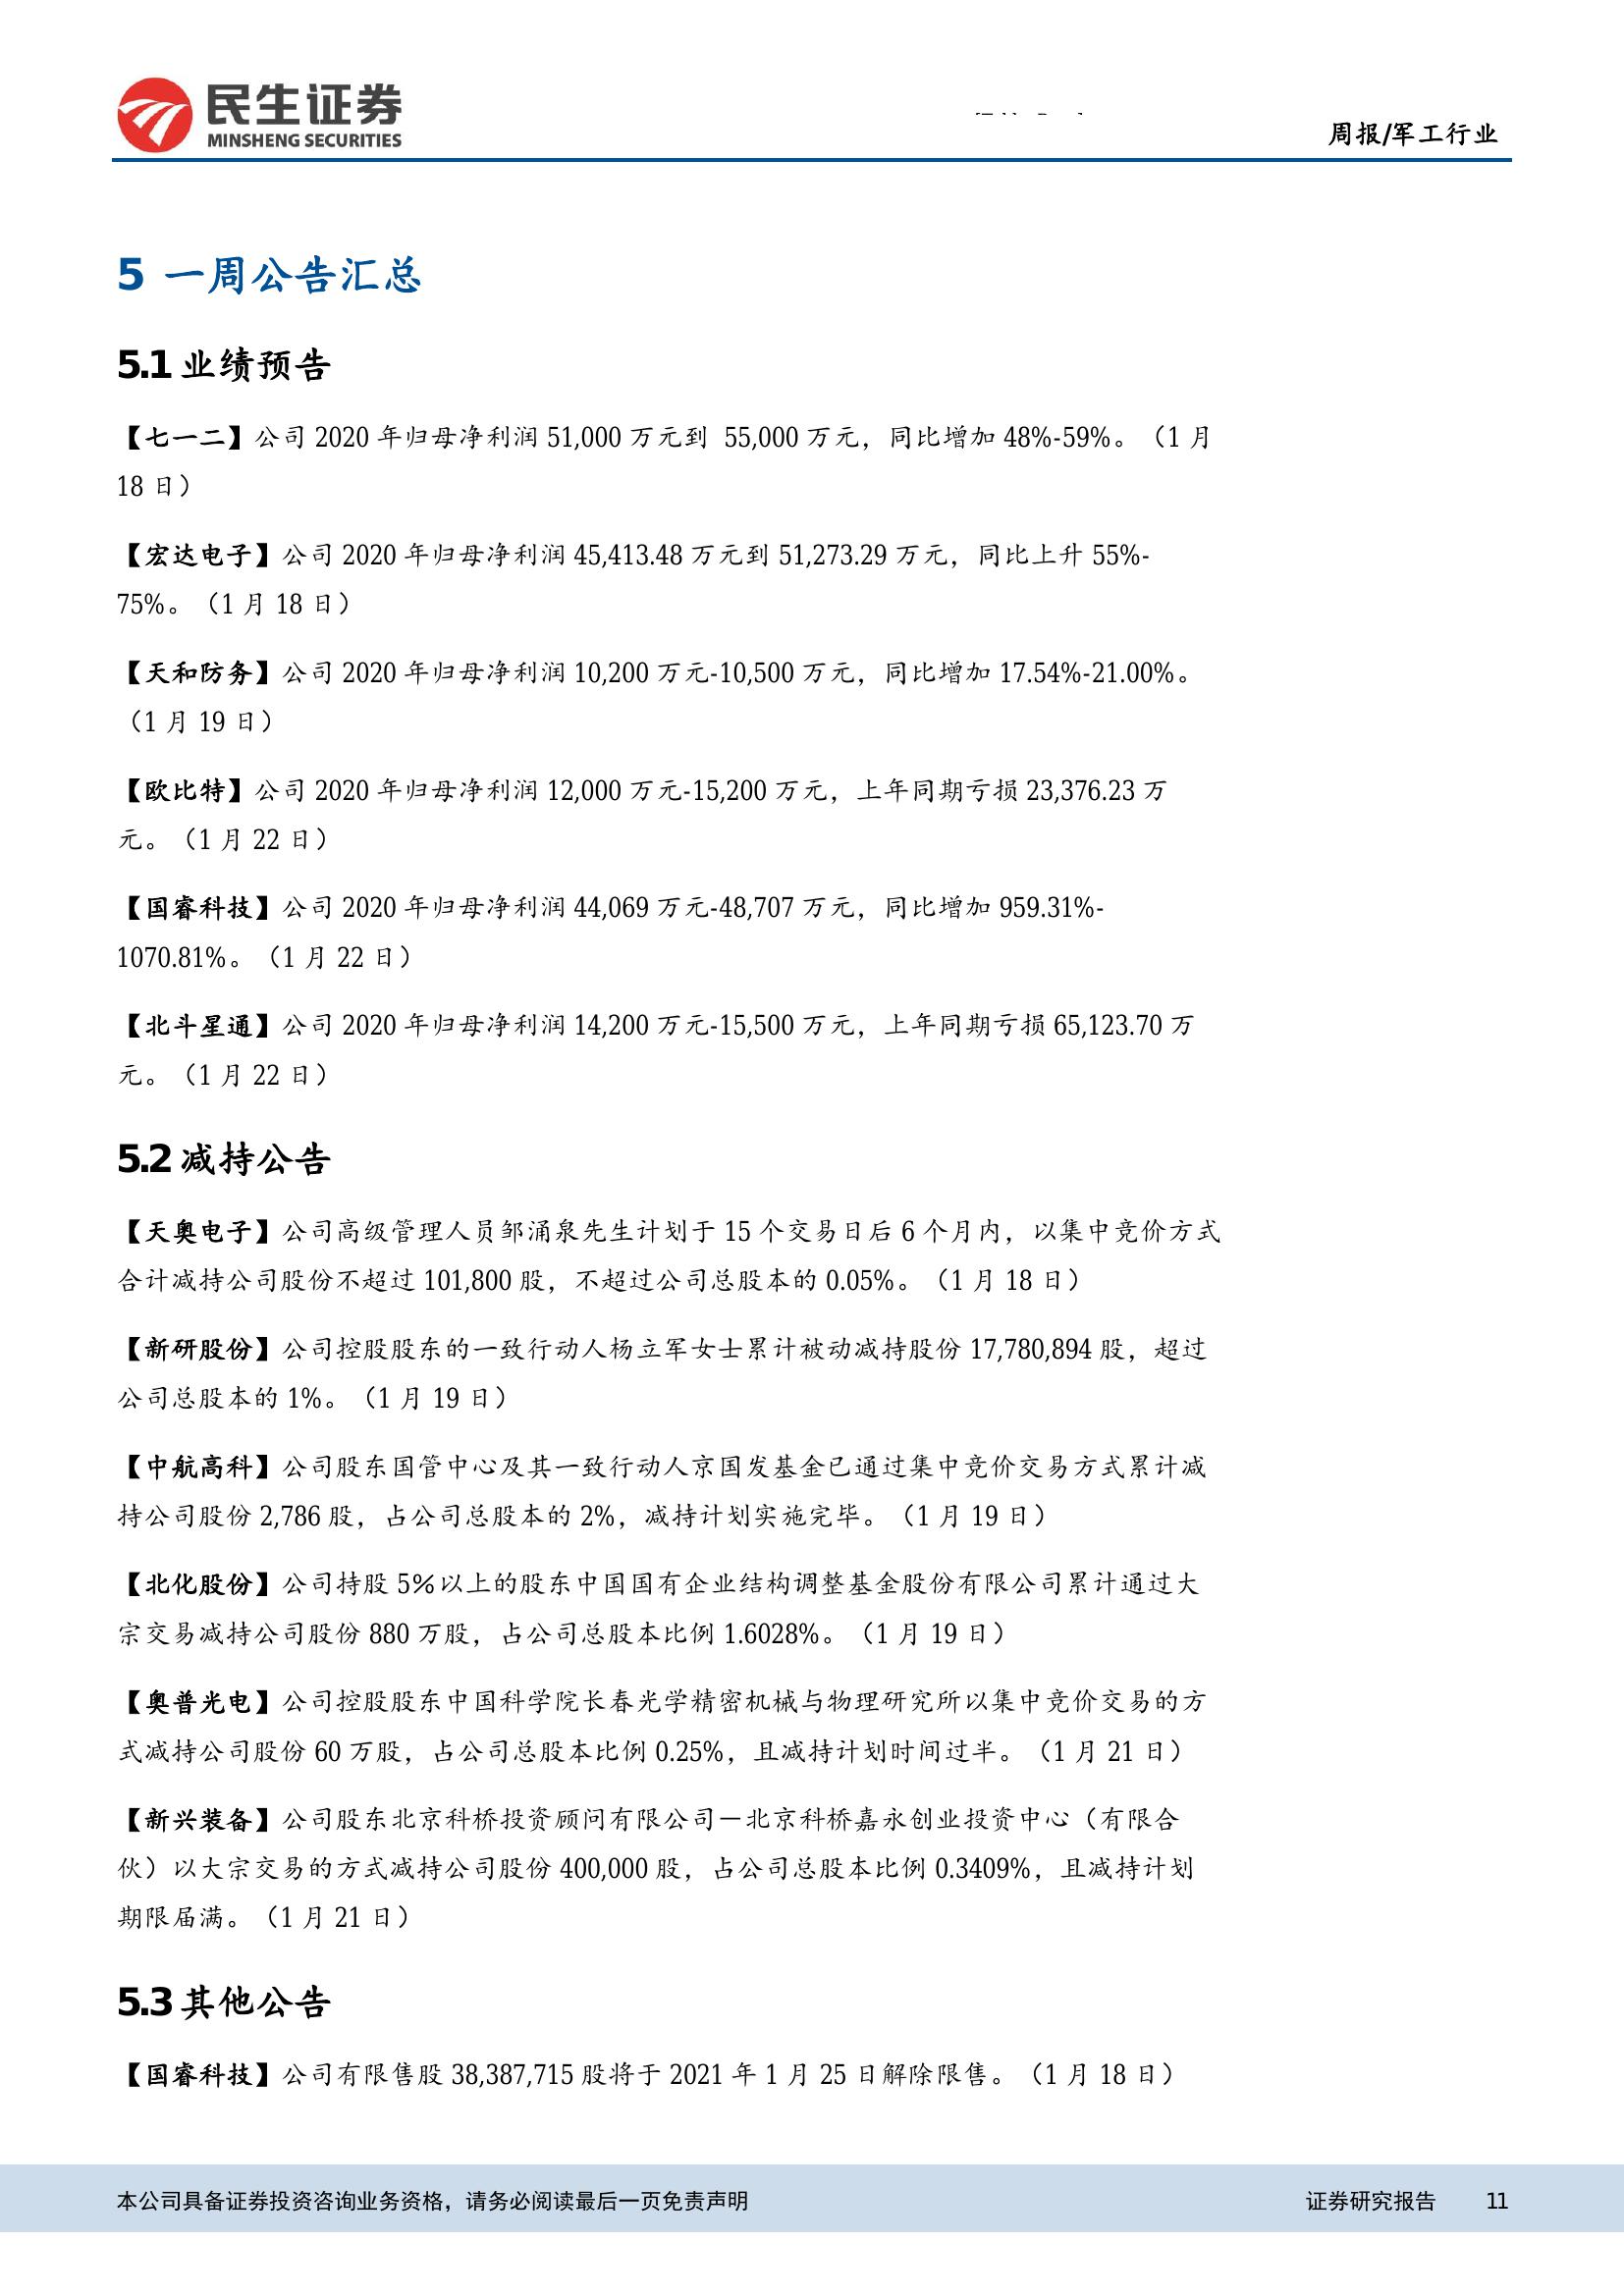 民生证券
MINSHENG SECURITIES
周报/军工行业
5 一周公告汇总
5.1 业绩预告
【七一二】公司 2020 年归母净利润 51,000 万元到 55,000 万元，同比增加 48%-59%。（1 月
18 日）
【宏达电子】公司 2020 年归母净利润 45,413.48 万元到 51,273.29 万元，同比上升 55%-
75%。（1 月 18 日）
【天和防务】公司 2020 年归母净利润 10,200 万元-10,500 万元，同比增加 17.54%-21.00%。
（1 月 19 日）
【欧比特】公司 2020 年归母净利润 12,000 万元-15,200 万元，上年同期亏损 23,376.23 万
元。（1 月 22 日）
【国睿科技】公司 2020 年归母净利润 44,069 万元-48,707 万元，同比增加 959.31%-
1070.81%。（1 月 22 日）
【北斗星通】公司 2020 年归母净利润 14,200 万元-15,500 万元，上年同期亏损 65,123.70 万
元。（1 月 22 日）
5.2 减持公告
【天奥电子】公司高级管理人员邹涌泉先生计划于 15 个交易日后 6 个月内，以集中竞价方式
合计减持公司股份不超过 101,800 股，不超过公司总股本的 0.05%。（1 月 18 日）
【新研股份】公司控股股东的一致行动人杨立军女士累计被动减持股份 17,780,894 股，超过
公司总股本的 1%。（1 月 19 日）
【中航高科】公司股东国管中心及其一致行动人京国发基金已通过集中竞价交易方式累计减
持公司股份 2,786 股，占公司总股本的 2%，减持计划实施完毕。（1 月 19 日）
【北化股份】公司持股 5%以上的股东中国国有企业结构调整基金股份有限公司累计通过大
宗交易减持公司股份 880 万股，占公司总股本比例 1.6028%。（1 月 19 日）
【奥普光电】公司控股股东中国科学院长春光学精密机械与物理研究所以集中竞价交易的方
式减持公司股份 60 万股，占公司总股本比例 0.25%，且减持计划时间过半。（1 月 21 日）
【新兴装备】公司股东北京科桥投资顾问有限公司－北京科桥嘉永创业投资中心（有限合
伙）以大宗交易的方式减持公司股份 400,000 股，占公司总股本比例 0.3409%，且减持计划
期限届满。（1 月 21 日）
5.3 其他公告
【国睿科技】公司有限售股 38,387,715 股将于 2021 年 1 月 25 日解除限售。（1 月 18 日）
本公司具备证券投资咨询业务资格，请务必阅读最后一页免责声明
证券研究报告 11